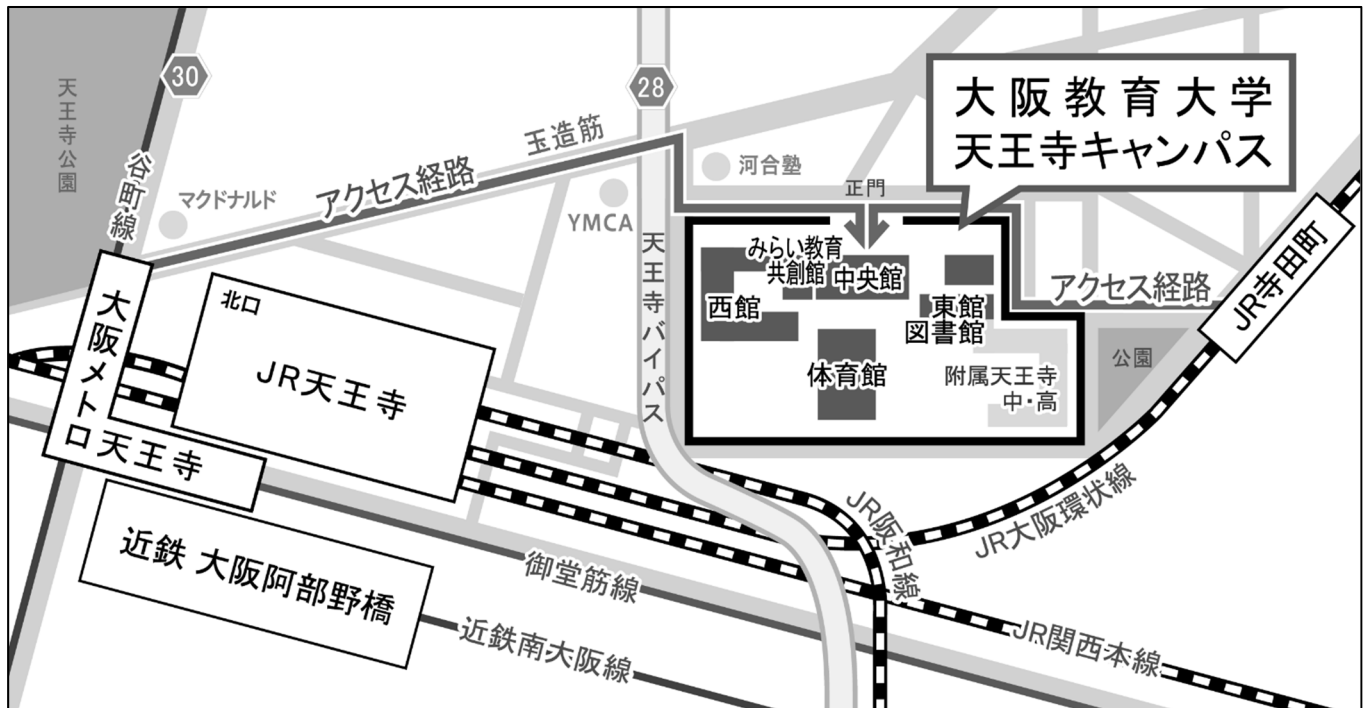 30
28
大阪教育大学
天王寺キャンパス
天王寺公園
谷町線
玉造筋
アクセス経路
マクドナルド
YMCA
河合塾
正門
天王寺バイパス
みらい教育
共創館
中央館
西館
東館
図書館
体育館
附属天王寺
中・高
公園
アクセス経路
JR寺田町
大阪メトロ
天王寺
北口
JR天王寺
近鉄 大阪阿部野橋
御堂筋線
近鉄南大阪線
JR阪和線
JR大阪環状線
JR関西本線